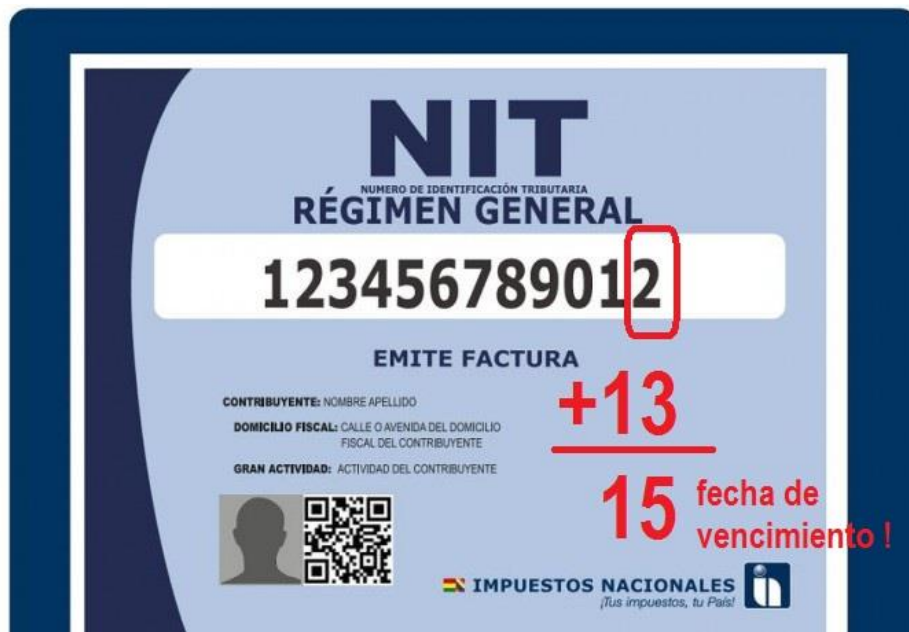 NIT
NUMERO DE IDENTIFICACIÓN TRIBUTARIA
RÉGIMEN GENERAL
123456789012
EMITE FACTURA
+13
CONTRIBUYENTE: NOMBRE APELLIDO
DOMICILIO FISCAL: CALLE O AVENIDA DEL DOMICILIO
FISCAL DEL CONTRIBUYENTE
GRAN ACTIVIDAD: ACTIVIDAD DEL CONTRIBUYENTE
15 fecha de
vencimiento !
IMPUESTOS NACIONALES
¡Tus impuestos, tu País!